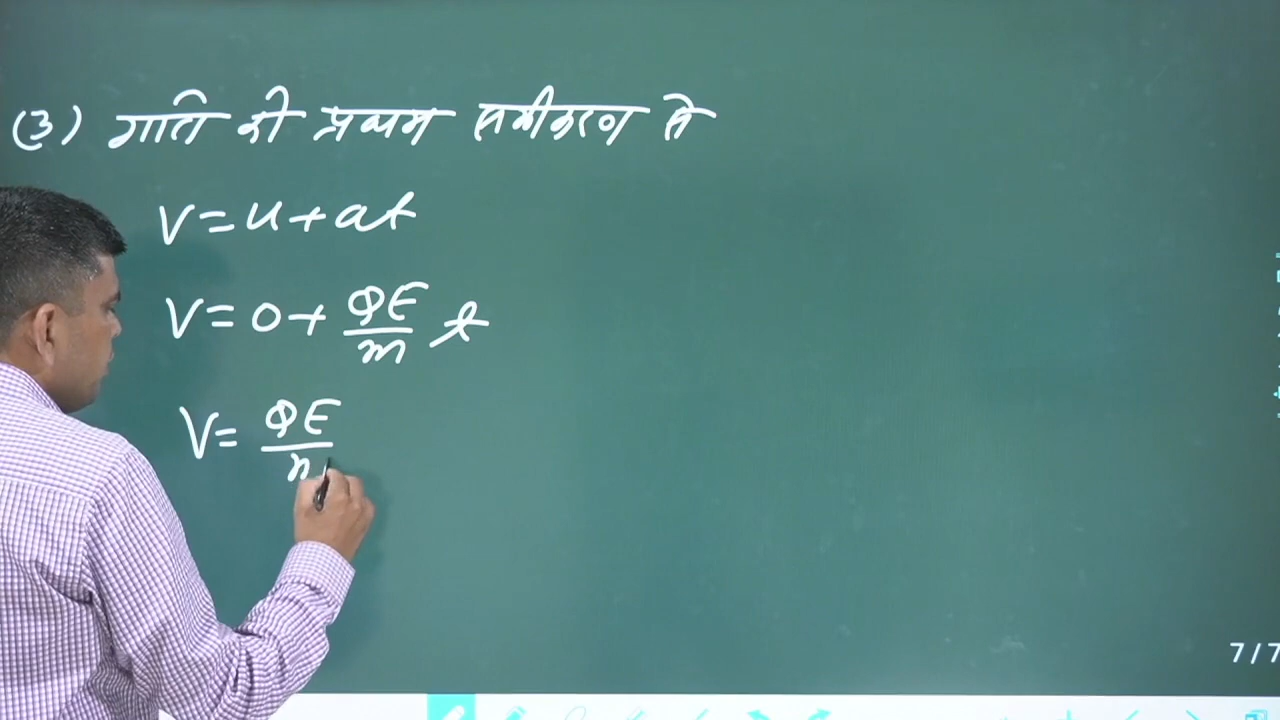 (3) गति की प्रथम समीकरण से
V=u+at
V=0+QE/m t
V=QE/m
7/7